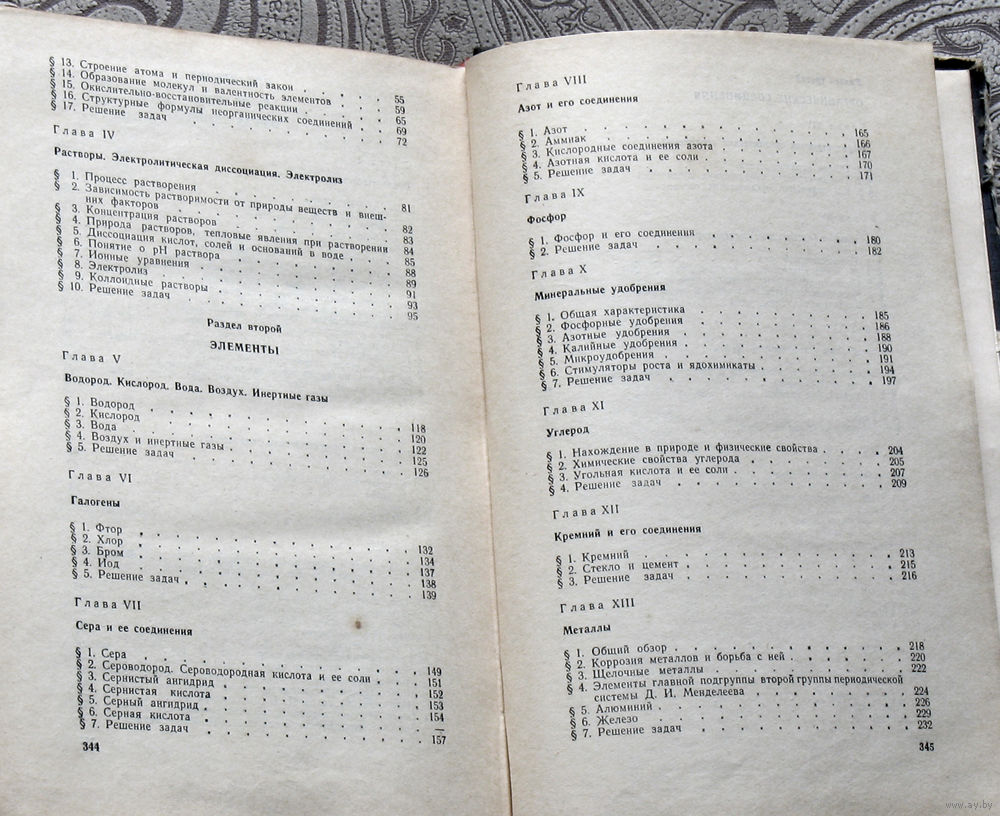 § 13. Строение атома и периодический закон . . . . . 55
§ 14. Образование молекул и валентность элементов . . . 59
§ 15. Окислительно-восстановительные реакции . . . . 65
§ 16. Структурные формулы неорганических соединений . . 69
§ 17. Решение задач . . . . . . . . . . 72
Глава IV
Растворы. Электролитическая диссоциация. Электролиз
§ 1. Процесс растворения . . . . . . . . 81
§ 2. Зависимость растворимости от природы веществ и внеш-
них факторов . . . . . . . . . . 82
§ 3. Концентрация растворов . . . . . . . 83
§ 4. Природа растворов, тепловые явления при растворении 84
§ 5. Диссоциация кислот, солей и оснований в воде . . . 85
§ 6. Понятие о pH раствора . . . . . . . 88
§ 7. Ионные уравнения . . . . . . . . 89
§ 8. Электролиз . . . . . . . . . . 91
§ 9. Коллоидные растворы . . . . . . . 93
§ 10. Решение задач . . . . . . . . . 95
Раздел второй
ЭЛЕМЕНТЫ
Глава V
Водород. Кислород. Вода. Воздух. Инертные газы
§ 1. Водород . . . . . . . . . . 118
§ 2. Кислород . . . . . . . . . . 120
§ 3. Вода . . . . . . . . . . . 122
§ 4. Воздух и инертные газы . . . . . . . 125
§ 5. Решение задач . . . . . . . . . 126
Глава VI
Галогены
§ 1. Фтор . . . . . . . . . . . 132
§ 2. Хлор . . . . . . . . . . . 134
§ 3. Бром . . . . . . . . . . . 137
§ 4. Иод . . . . . . . . . . . 138
§ 5. Решение задач . . . . . . . . . 139
Глава VII
Сера и ее соединения
§ 1. Сера . . . . . . . . . . . 149
§ 2. Сероводород. Сероводородная кислота и ее соли . . . 151
§ 3. Сернистый ангидрид . . . . . . . . 152
§ 4. Сернистая кислота . . . . . . . . 153
§ 5. Серный ангидрид . . . . . . . . . 154
§ 6. Серная кислота . . . . . . . . . —
§ 7. Решение задач . . . . . . . . . 157
344
Глава VIII
Азот и его соединения
§ 1. Азот . . . . . . . . . . . 165
§ 2. Аммиак . . . . . . . . . . 166
§ 3. Кислородные соединения азота . . . . . 167
§ 4. Азотная кислота и ее соли . . . . . . 170
§ 5. Решение задач . . . . . . . . . 171
Глава IX
Фосфор
§ 1. Фосфор и его соединения . . . . . . . 180
§ 2. Решение задач . . . . . . . . . 182
Глава X
Минеральные удобрения
§ 1. Общая характеристика . . . . . . . 185
§ 2. Фосфорные удобрения . . . . . . . 186
§ 3. Азотные удобрения . . . . . . . . 188
§ 4. Калийные удобрения . . . . . . . . 190
§ 5. Микроудобрения . . . . . . . . . 191
§ 6. Стимуляторы роста и ядохимикаты . . . . . 194
§ 7. Решение задач . . . . . . . . . 197
Глава XI
Углерод
§ 1. Нахождение в природе и физические свойства . . . 204
§ 2. Химические свойства углерода . . . . . . 205
§ 3. Угольная кислота и ее соли . . . . . . 207
§ 4. Решение задач . . . . . . . . . 209
Глава XII
Кремний и его соединения
§ 1. Кремний . . . . . . . . . . 213
§ 2. Стекло и цемент . . . . . . . . . 215
§ 3. Решение задач . . . . . . . . . 216
Глава XIII
Металлы
§ 1. Общий обзор . . . . . . . . . 218
§ 2. Коррозия металлов и борьба с ней . . . . . 220
§ 3. Щелочные металлы . . . . . . . . 222
§ 4. Элементы главной подгруппы второй группы периодической
системы Д. И. Менделеева . . . . . . . 224
§ 5. Алюминий . . . . . . . . . . 226
§ 6. Железо . . . . . . . . . . 229
§ 7. Решение задач . . . . . . . . . 232
345
www.ay.by